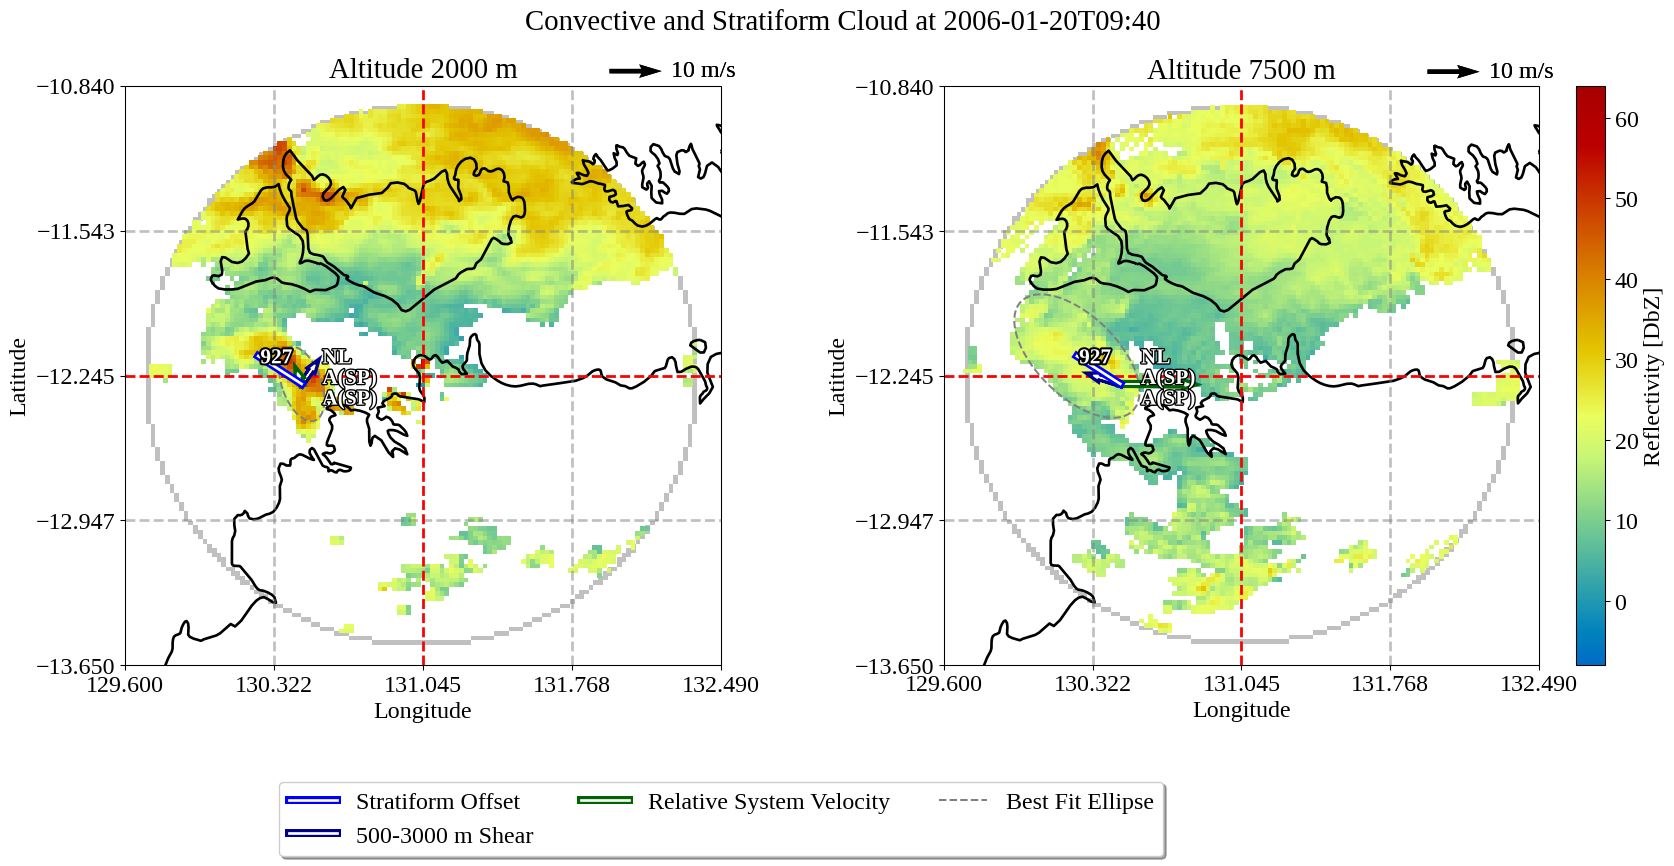 Convective and Stratiform Cloud at 2006-01-20T09:40
Altitude 2000 m
10 m/s
Altitude 7500 m
10 m/s
−10.840
−11.543
−12.245
−12.947
−13.650
Latitude
927
NL
A(SP)
A(SP)
129.600
130.322
131.045
131.768
132.490
Longitude
−10.840
−11.543
−12.245
−12.947
−13.650
Latitude
927
NL
A(SP)
A(SP)
129.600
130.322
131.045
131.768
132.490
Longitude
60
50
40
30
20
10
0
Reflectivity [DbZ]
Stratiform Offset
500-3000 m Shear
Relative System Velocity
Best Fit Ellipse